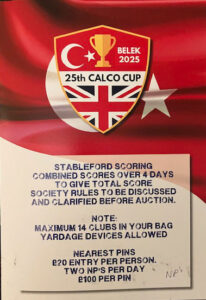 BELEK
2025
25th CALCO CUP
STABLEFORD SCORING
COMBINED SCORES OVER 4 DAYS
TO GIVE TOTAL SCORE
SOCIETY RULES TO BE DISCUSSED
AND CLARIFIED BEFORE AUCTION.
NOTE:
MAXIMUM 14 CLUBS IN YOUR BAG
YARDAGE DEVICES ALLOWED
NEAREST PINS
£20 ENTRY PER PERSON.
TWO NP'S PER DAY
£100 PER PIN
NP'